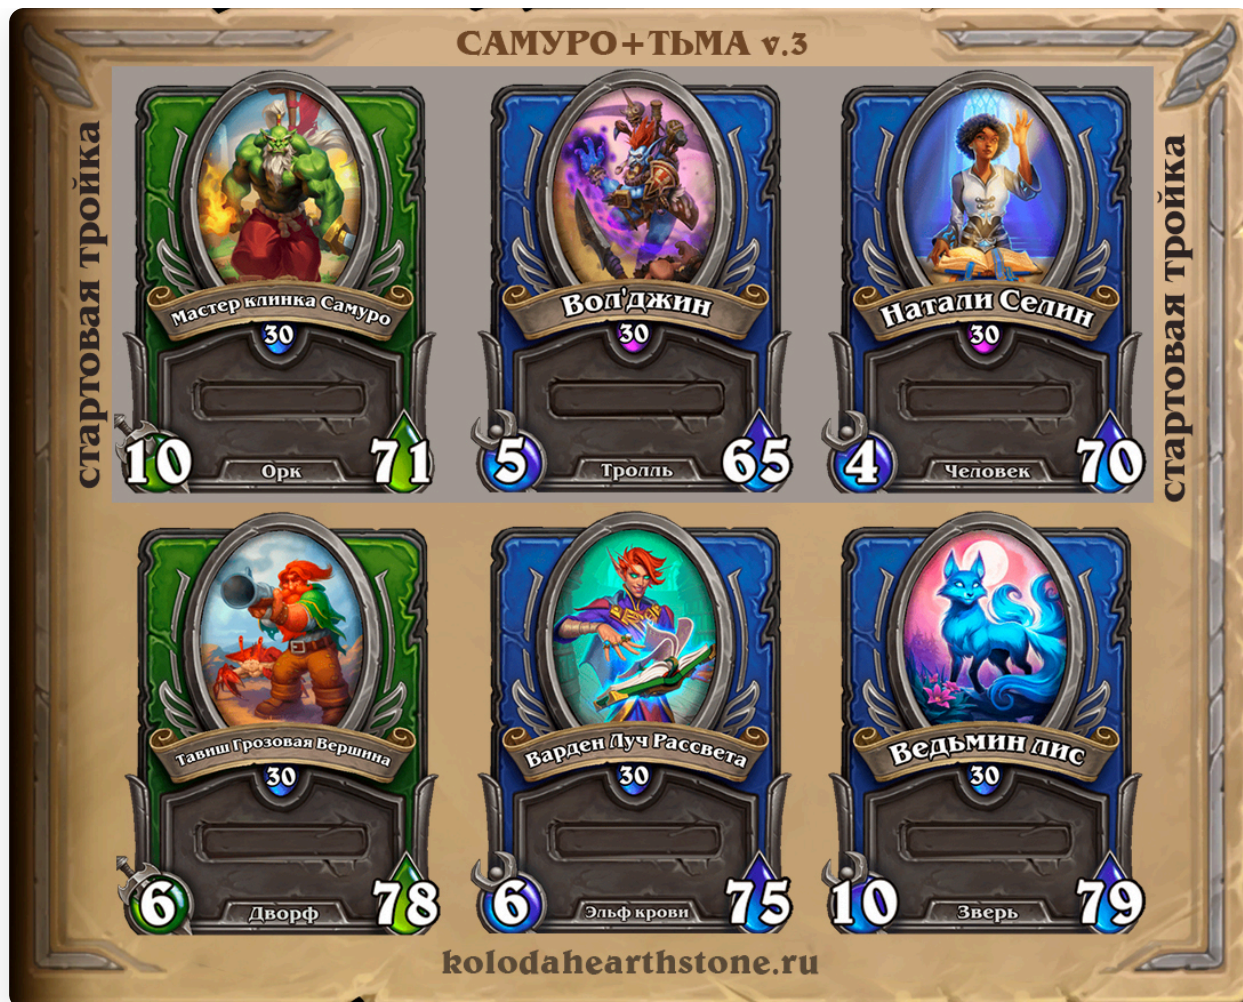 САМУРО+ТЬМА v.3
стартовая тройка
стартовая тройка
Мастер клинка Самуро
30
10
Орк
71
Вол'джин
30
5
Тролль
65
Натали Селин
30
4
Человек
70
Тавиш Грозовая Вершина
30
6
Дворф
78
Варден Луч Рассвета
30
6
Эльф крови
75
Ведьмин лис
30
10
Зверь
79
kolodahearthstone.ru